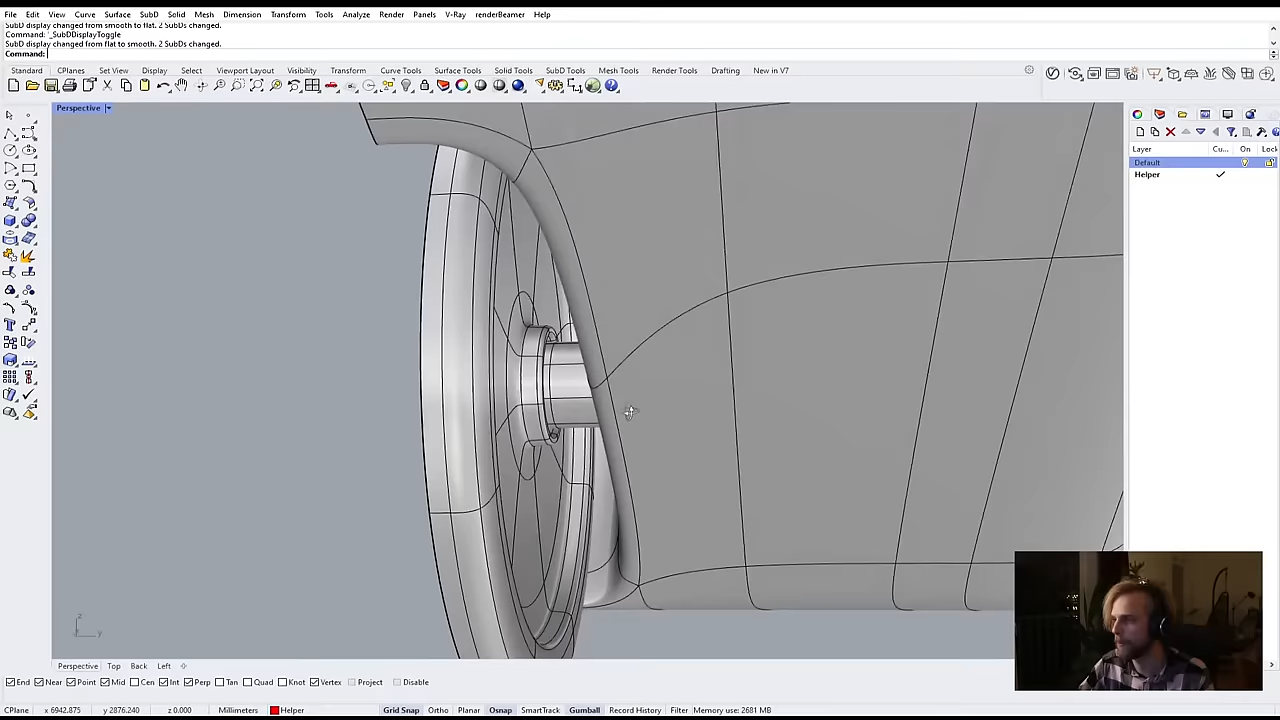 File Edit View Curve Surface SubD Solid Mesh Dimension Transform Tools Analyze Render Panels V-Ray renderBeamer Help
SubD display changed from smooth to flat. 2 SubDs changed.
Command: '_SubDDisplayToggle
SubD display changed from flat to smooth. 2 SubDs changed.
Command:
Standard CPlanes Set View Display Select Viewport Layout Visibility Transform Curve Tools Surface Tools Solid Tools SubD Tools Mesh Tools Render Tools Drafting New in V7
Perspective
Layer Cu... On Lock
Default
Helper
z
y
Perspective Top Back Left
End Near Point Mid Cen Int Perp Tan Quad Knot Vertex Project Disable
CPlane x 6942.875 y 2876.240 z 0.000 Millimeters Helper Grid Snap Ortho Planar Osnap SmartTrack Gumball Record History Filter Memory use: 2681 MB